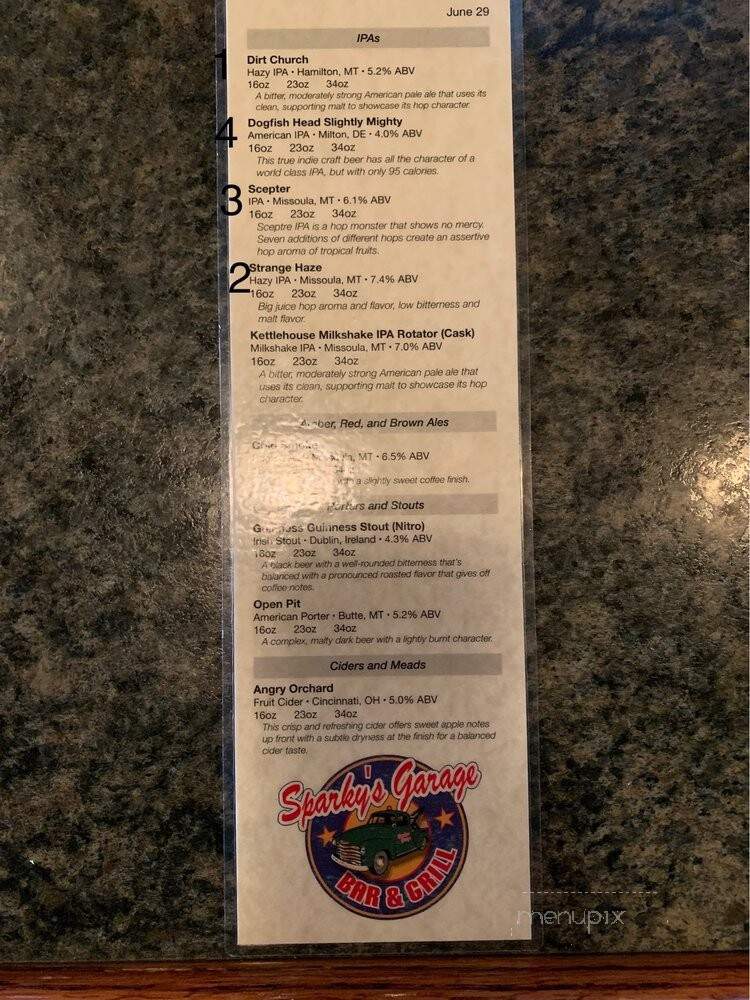 June 29
IPAs
1
Dirt Church
Hazy IPA • Hamilton, MT • 5.2% ABV
16oz 23oz 34oz
A bitter, moderately strong American pale ale that uses its
clean, supporting malt to showcase its hop character.
4
Dogfish Head Slightly Mighty
American IPA • Milton, DE • 4.0% ABV
16oz 23oz 34oz
This true indie craft beer has all the character of a
world class IPA, but with only 95 calories.
3
Scepter
IPA • Missoula, MT • 6.1% ABV
16oz 23oz 34oz
Sceptre IPA is a hop monster that shows no mercy.
Seven additions of different hops create an assertive
hop aroma of tropical fruits.
2
Strange Haze
Hazy IPA • Missoula, MT • 7.4% ABV
16oz 23oz 34oz
Big juice hop aroma and flavor, low bitterness and
malt flavor.
Kettlehouse Milkshake IPA Rotator (Cask)
Milkshake IPA • Missoula, MT • 7.0% ABV
16oz 23oz 34oz
A bitter, moderately strong American pale ale that
uses its clean, supporting malt to showcase its hop
character.
Amber, Red, and Brown Ales
Smoke
Missoula, MT • 6.5% ABV
34oz
with a slightly sweet coffee finish.
Porters and Stouts
Guinness Guinness Stout (Nitro)
Irish Stout • Dublin, Ireland • 4.3% ABV
16oz 23oz 34oz
A black beer with a well-rounded bitterness that's
balanced with a pronounced roasted flavor that gives off
coffee notes.
Open Pit
American Porter • Butte, MT • 5.2% ABV
16oz 23oz 34oz
A complex, malty dark beer with a lightly burnt character.
Ciders and Meads
Angry Orchard
Fruit Cider • Cincinnati, OH • 5.0% ABV
16oz 23oz 34oz
This crisp and refreshing cider offers sweet apple notes
up front with a subtle dryness at the finish for a balanced
cider taste.
Sparky's Garage
BAR & GRILL
menupix